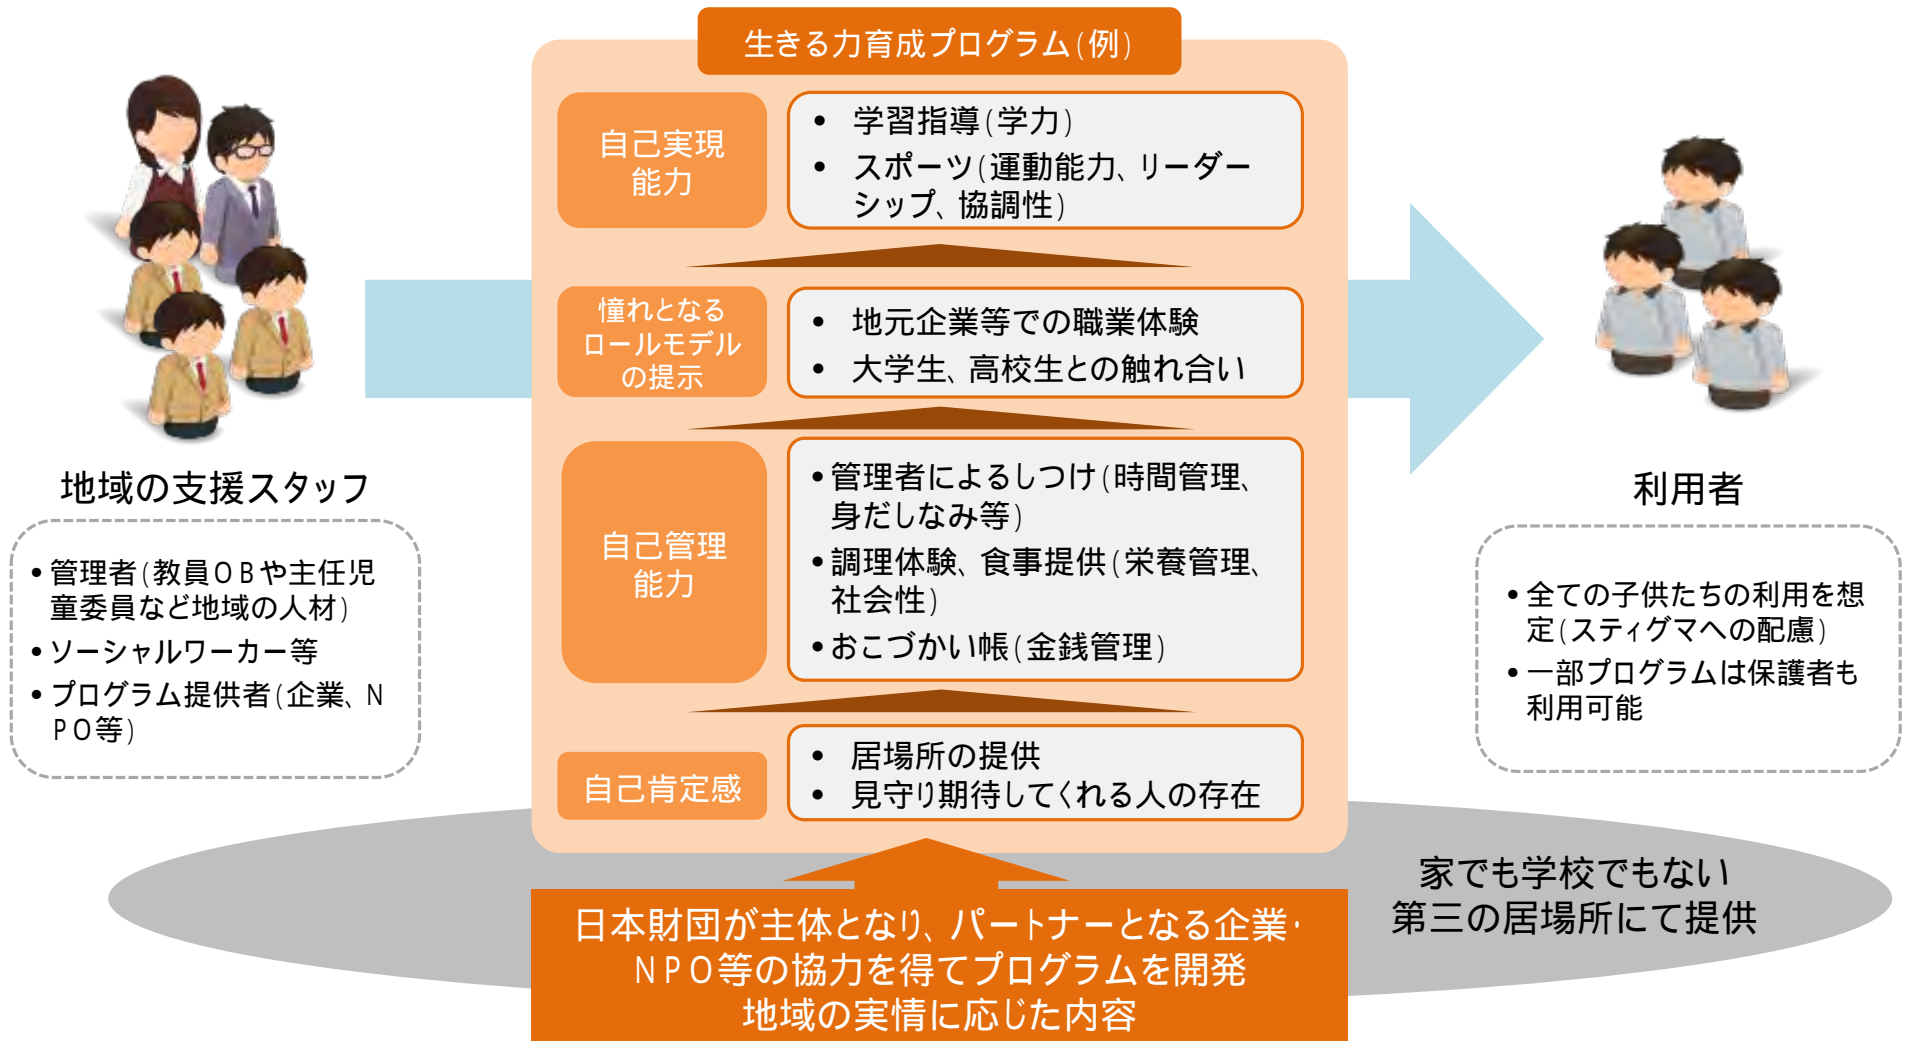 生きる力育成プログラム(例)
自己実現
能力
• 学習指導(学力)
• スポーツ(運動能力、リーダー
シップ、協調性)
憧れとなる
ロールモデル
の提示
• 地元企業等での職業体験
• 大学生、高校生との触れ合い
自己管理
能力
•管理者によるしつけ(時間管理、
身だしなみ等)
•調理体験、食事提供(栄養管理、
社会性)
•おこづかい帳(金銭管理)
自己肯定感
• 居場所の提供
• 見守り期待してくれる人の存在
地域の支援スタッフ
•管理者(教員OBや主任児
童委員など地域の人材)
•ソーシャルワーカー等
•プログラム提供者(企業、N
PO等)
利用者
•全ての子供たちの利用を想
定(スティグマへの配慮)
•一部プログラムは保護者も
利用可能
家でも学校でもない
第三の居場所にて提供
日本財団が主体となり、パートナーとなる企業・
NPO等の協力を得てプログラムを開発
地域の実情に応じた内容